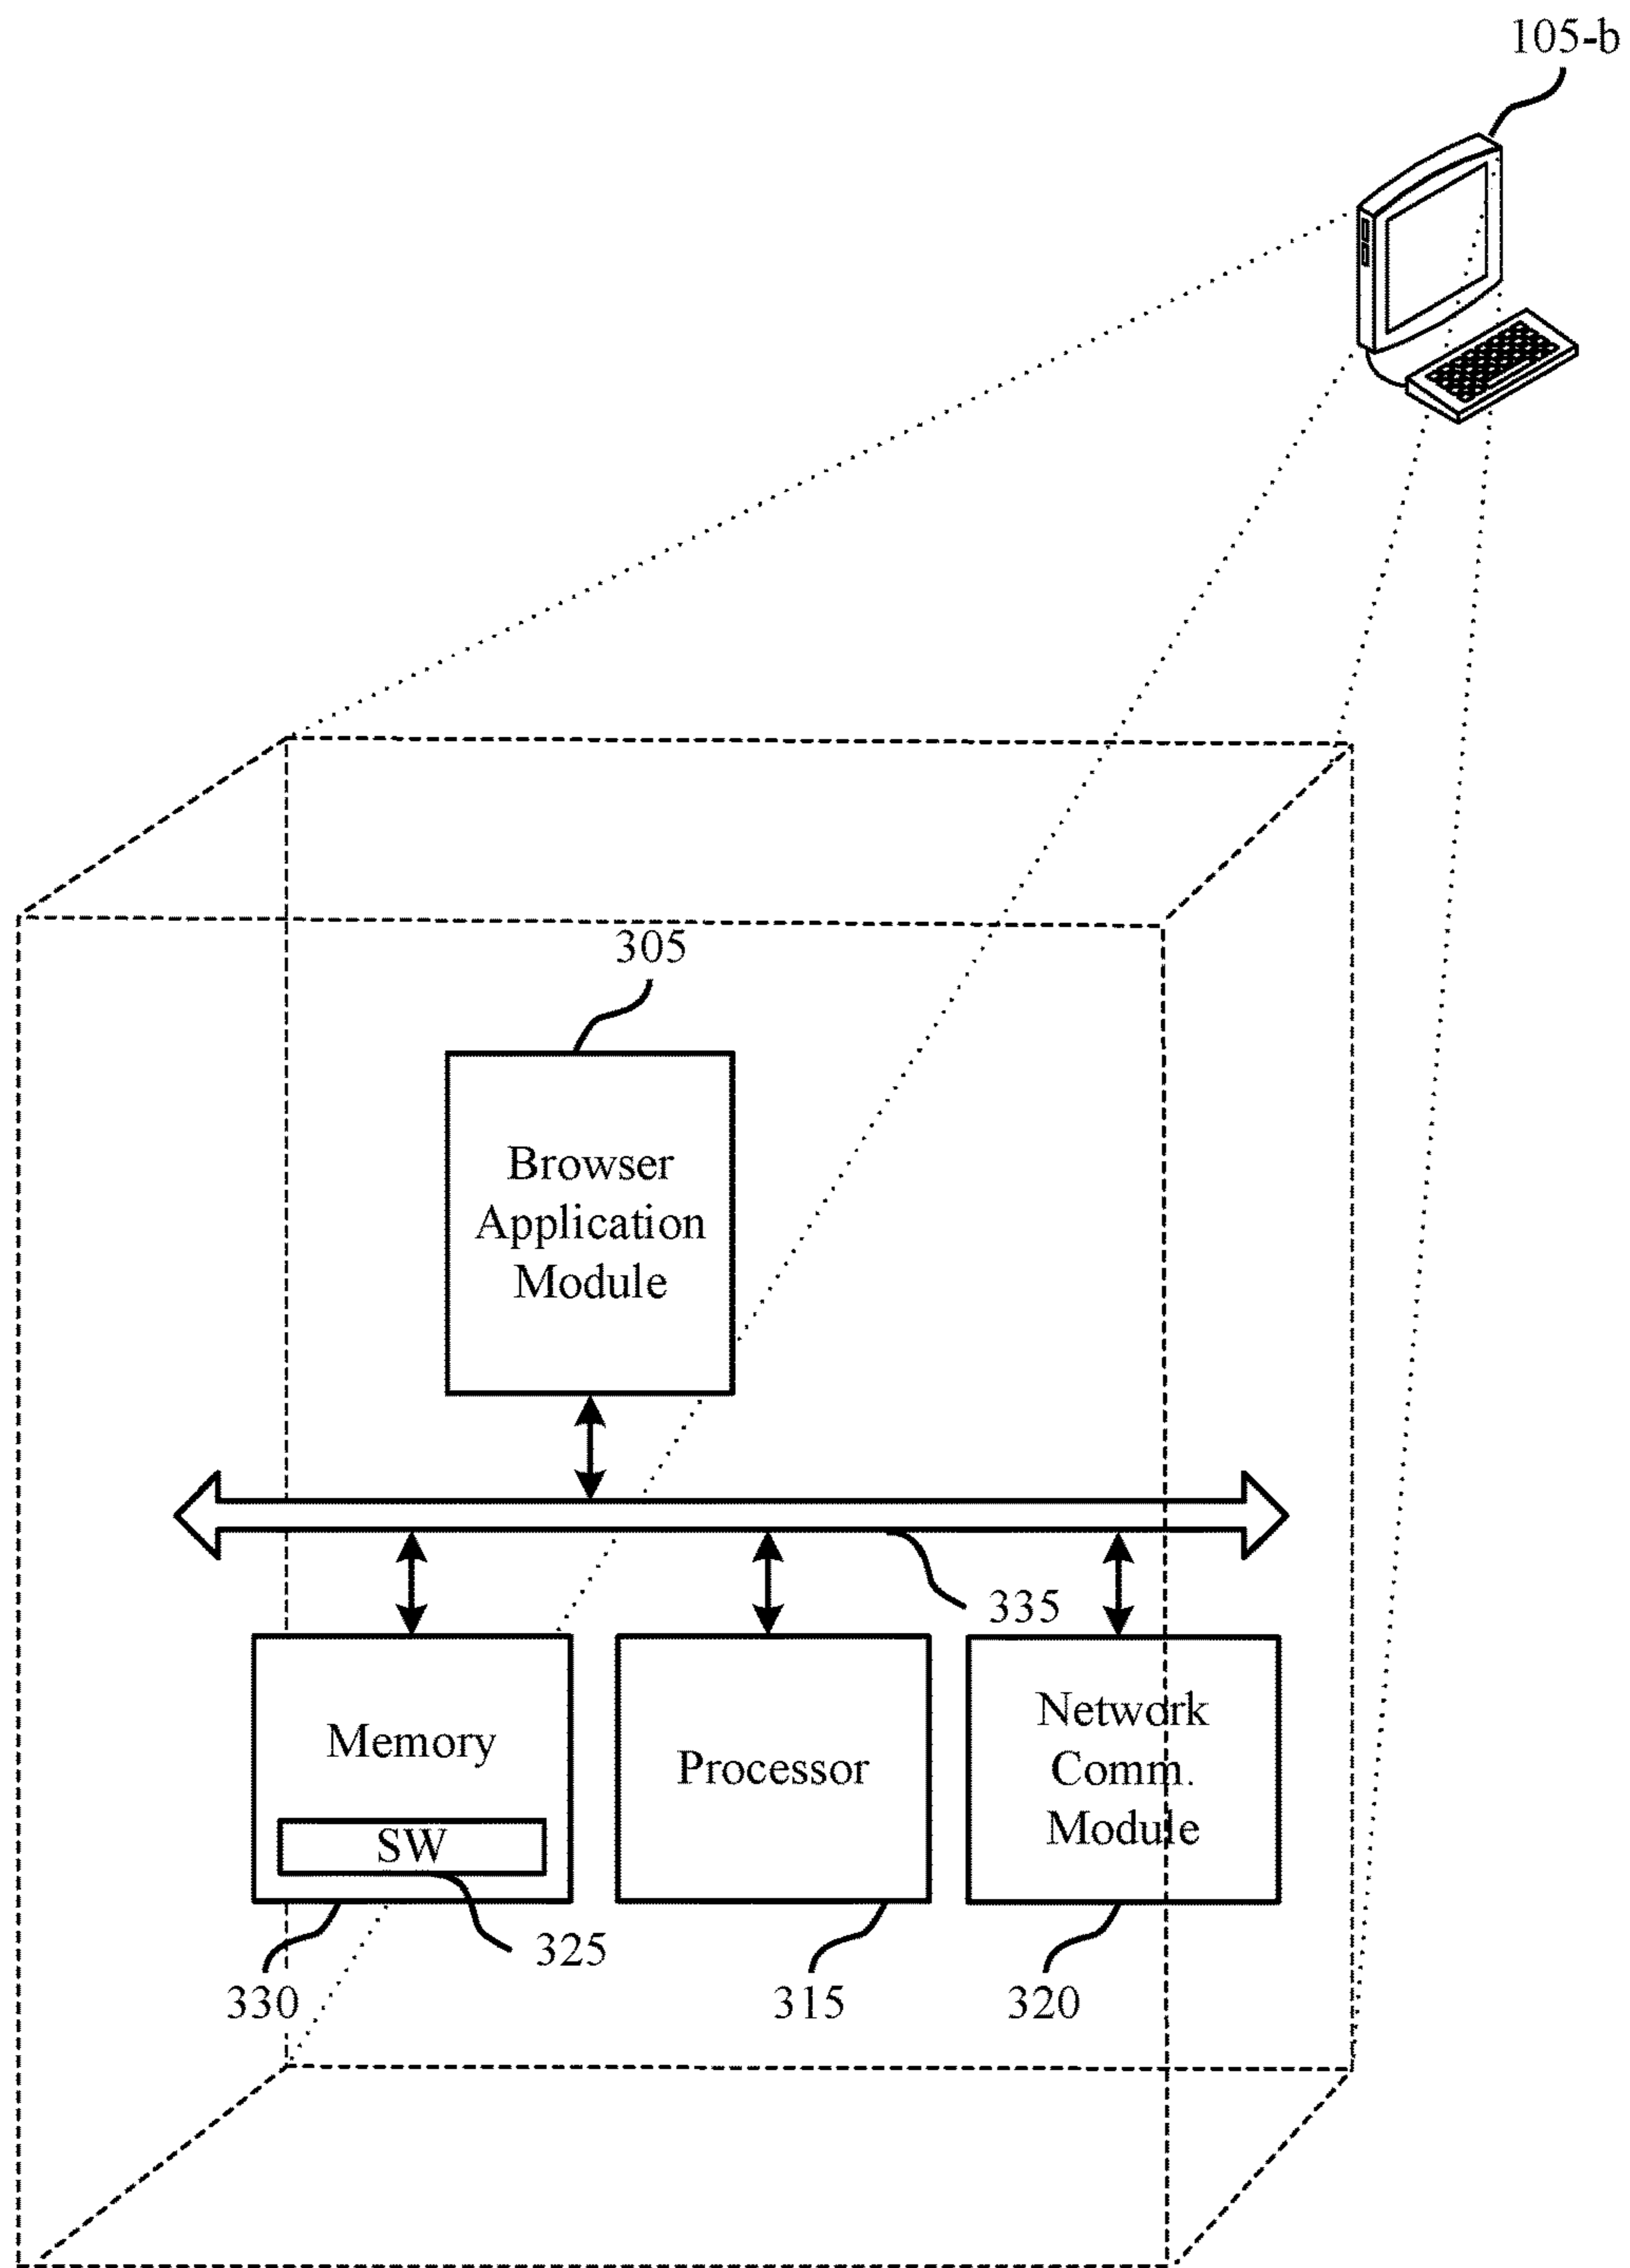 105-b
305
Browser
Application
Module
335
Memory
SW
Processor
Network
Comm.
Module
325
330
315
320